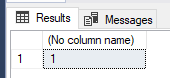 Results Messages
(No column name)
1 1